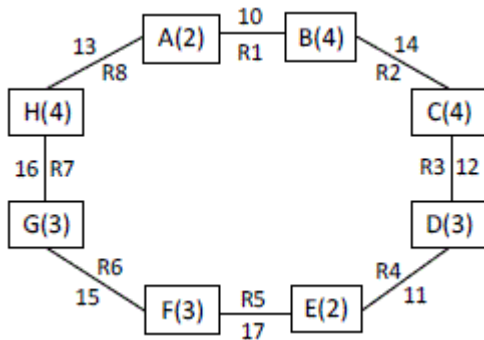 10
13 A(2) B(4) 14
R8 R1 R2
H(4) C(4)
16 R7 R3 12
G(3) D(3)
R6 R4
15 F(3) R5 E(2) 11
17